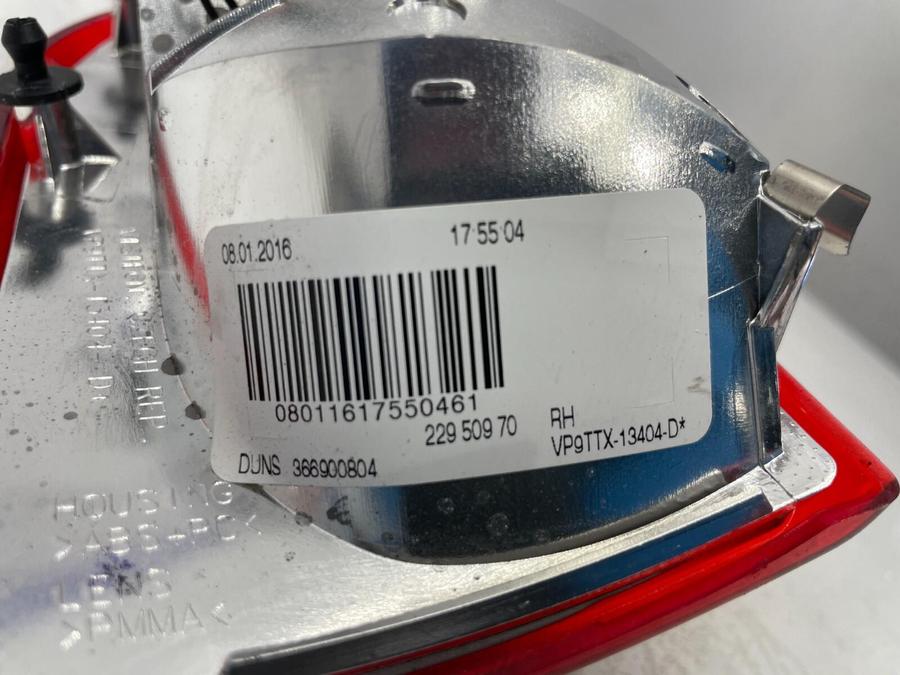 08.01.2016 17:55:04
08011617550461
229 509 70
RH
VP9TTX-13404-D*
DUNS 366900804
HOUSING
>ABS+PC<
LENS
>PMMA<